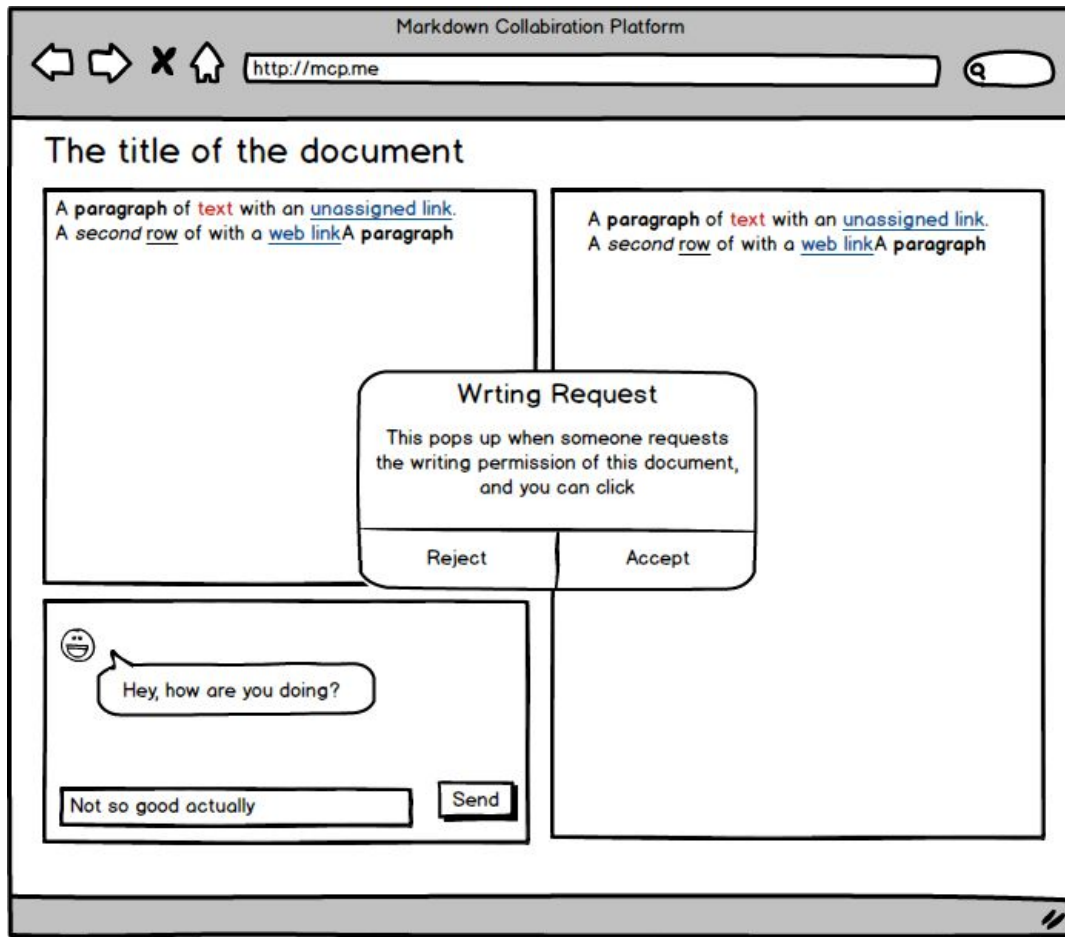 Markdown Collabiration Platform
http://mcp.me
The title of the document
A paragraph of text with an unassigned link.
A second row of with a web linkA paragraph
A paragraph of text with an unassigned link.
A second row of with a web linkA paragraph
Wrting Request
This pops up when someone requests
the writing permission of this document,
and you can click
Reject
Accept
Hey, how are you doing?
Not so good actually
Send